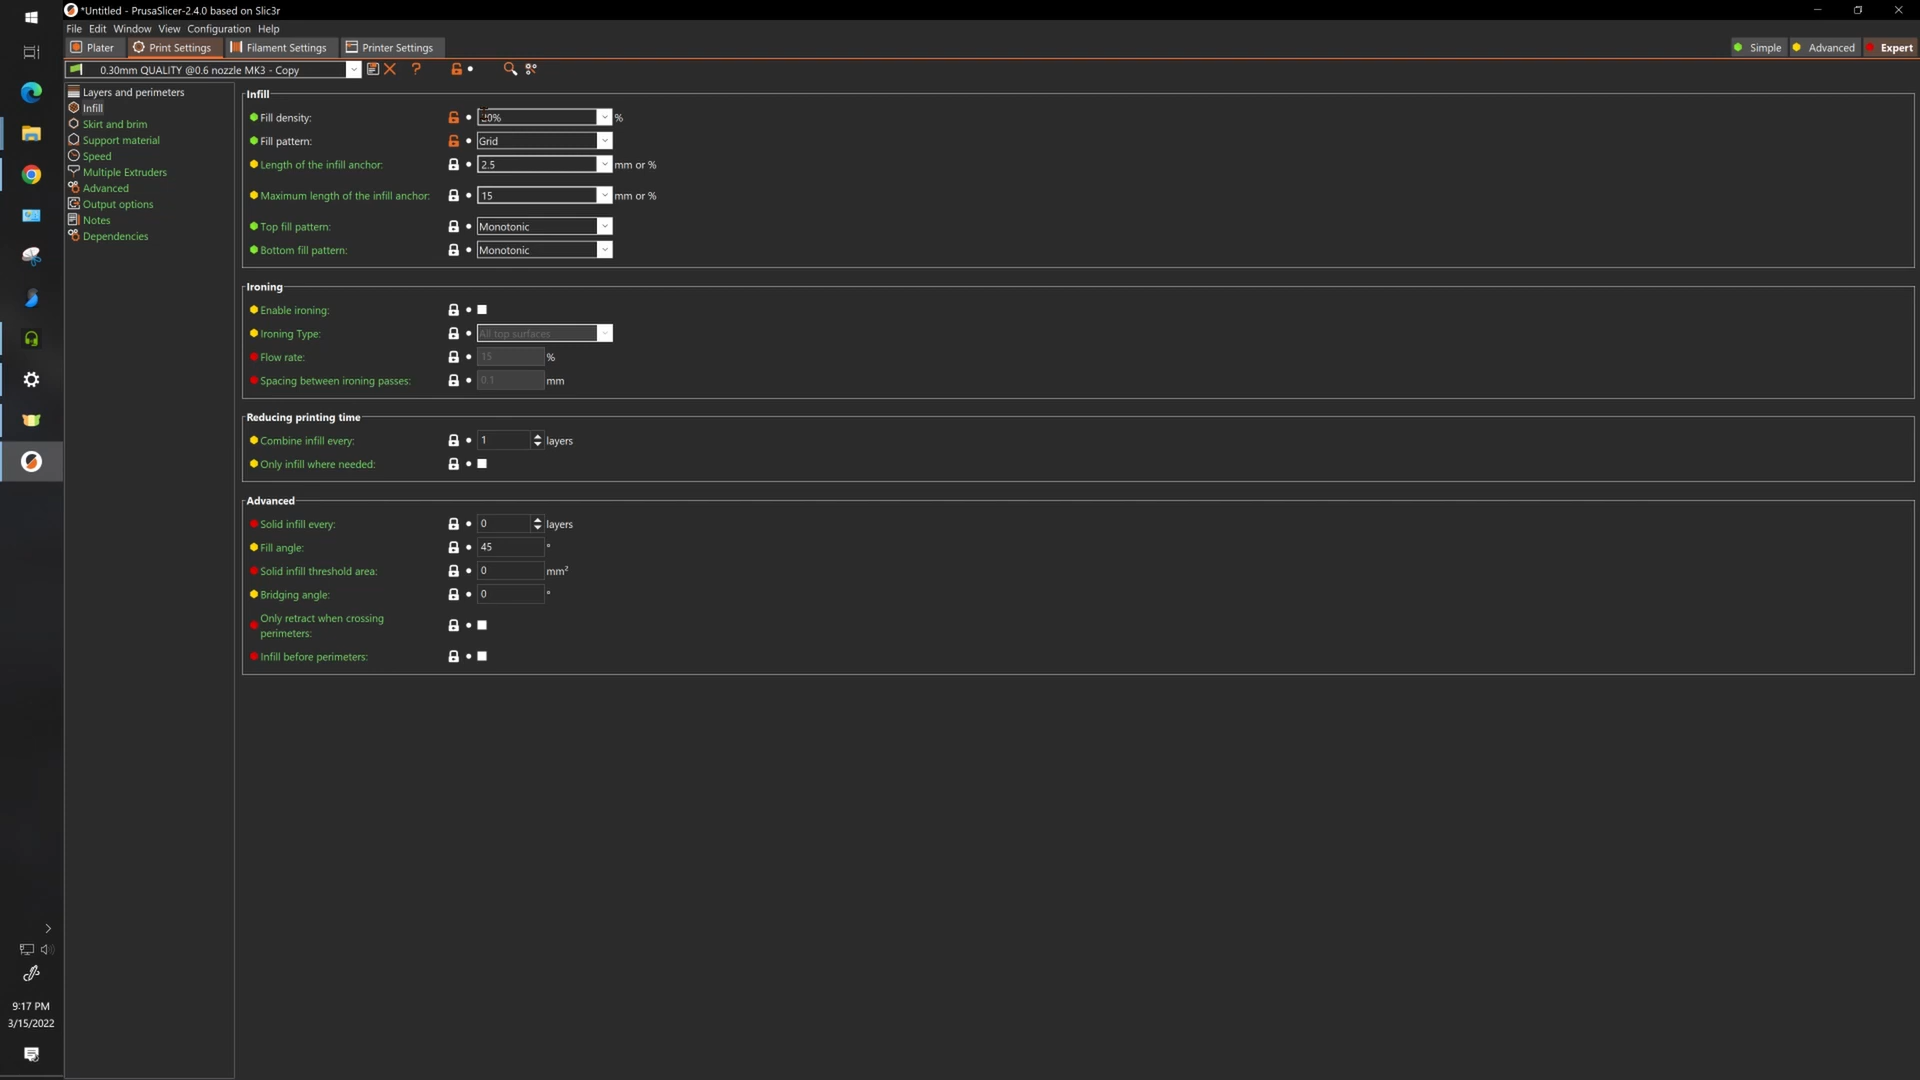 *Untitled - PrusaSlicer-2.4.0 based on Slic3r
File Edit Window View Configuration Help
Plater Print Settings Filament Settings Printer Settings Simple Advanced Expert
0.30mm QUALITY @0.6 nozzle MK3 - Copy
Layers and perimeters
Infill
Skirt and brim
Support material
Speed
Multiple Extruders
Advanced
Output options
Notes
Dependencies
Infill
Fill density: %
Fill pattern: Grid
Length of the infill anchor: 2.5 mm or %
Maximum length of the infill anchor: 15 mm or %
Top fill pattern: Monotonic
Bottom fill pattern: Monotonic
Ironing
Enable ironing:
Ironing Type: All top surfaces
Flow rate: 15 %
Spacing between ironing passes: 0.1 mm
Reducing printing time
Combine infill every: 1 layers
Only infill where needed:
Advanced
Solid infill every: 0 layers
Fill angle: 45 °
Solid infill threshold area: 0 mm²
Bridging angle: 0 °
Only retract when crossing
perimeters:
Infill before perimeters:
9:17 PM
3/15/2022